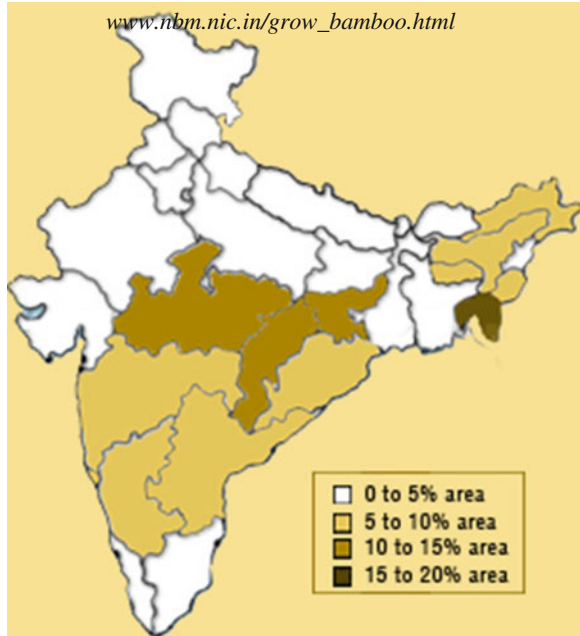 www.nbm.nic.in/grow_bamboo.html
0 to 5% area
5 to 10% area
10 to 15% area
15 to 20% area